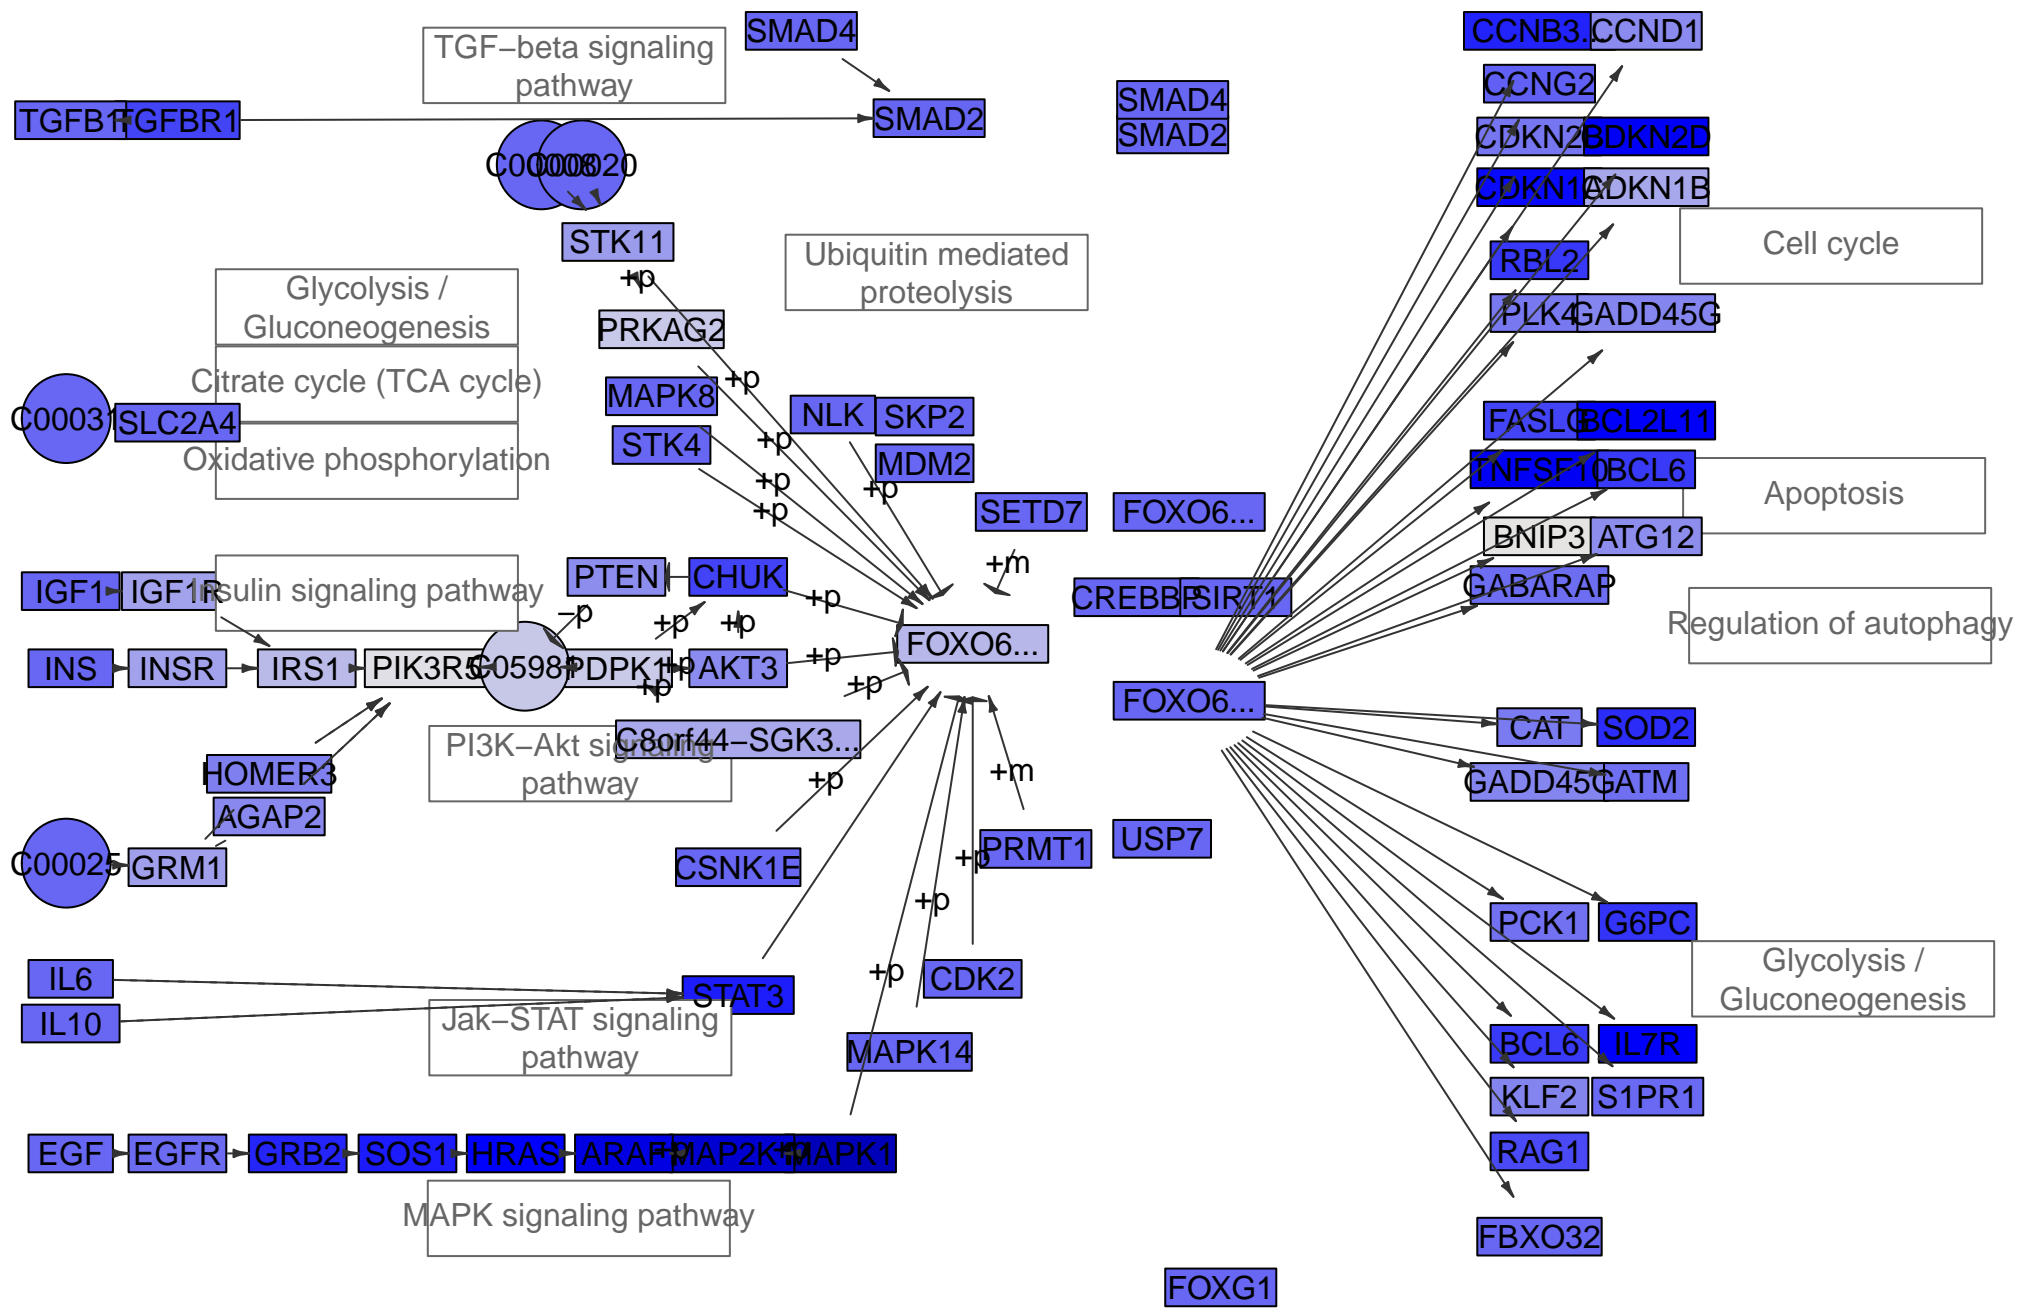 SMAD4
CCNB3...
CCND1
TGF−beta signaling
pathway
CCNG2
SMAD4
TGFB1
TGFBR1
SMAD2
SMAD2
CDKN2B
CDKN2D
C00020
CDKN1A
CDKN1B
STK11
Ubiquitin mediated
proteolysis
Cell cycle
RBL2
+p
Glycolysis /
Gluconeogenesis
PRKAG2
PLK4
GADD45G
Citrate cycle (TCA cycle)
+p
MAPK8
NLK
SKP2
C00031
SLC2A4
FASLG
BCL2L11
STK4
+p
Oxidative phosphorylation
MDM2
TNFSF10
BCL6
+p
+p
Apoptosis
+p
SETD7
FOXO6...
BNIP3
ATG12
+m
PTEN
CHUK
GABARAP
IGF1
IGF1R
Insulin signaling pathway
+p
−p
CREBBP
SIRT1
+p
+p
Regulation of autophagy
FOXO6...
INS
INSR
IRS1
PIK3R5
C05981
PDPK1
+p
AKT3
+p
+p
+p
FOXO6...
CAT
SOD2
C8orf44−SGK3...
PI3K−Akt signaling
pathway
HOMER3
+p
+m
GADD45G
ATM
AGAP2
USP7
PRMT1
C00025
GRM1
CSNK1E
+p
+p
PCK1
G6PC
IL6
+p
CDK2
Glycolysis /
Gluconeogenesis
STAT3
IL10
Jak−STAT signaling
pathway
MAPK14
BCL6
IL7R
KLF2
S1PR1
EGF
EGFR
GRB2
SOS1
HRAS
ARAF
+p
MAP2K1
+p
MAPK1
RAG1
MAPK signaling pathway
FBXO32
FOXG1